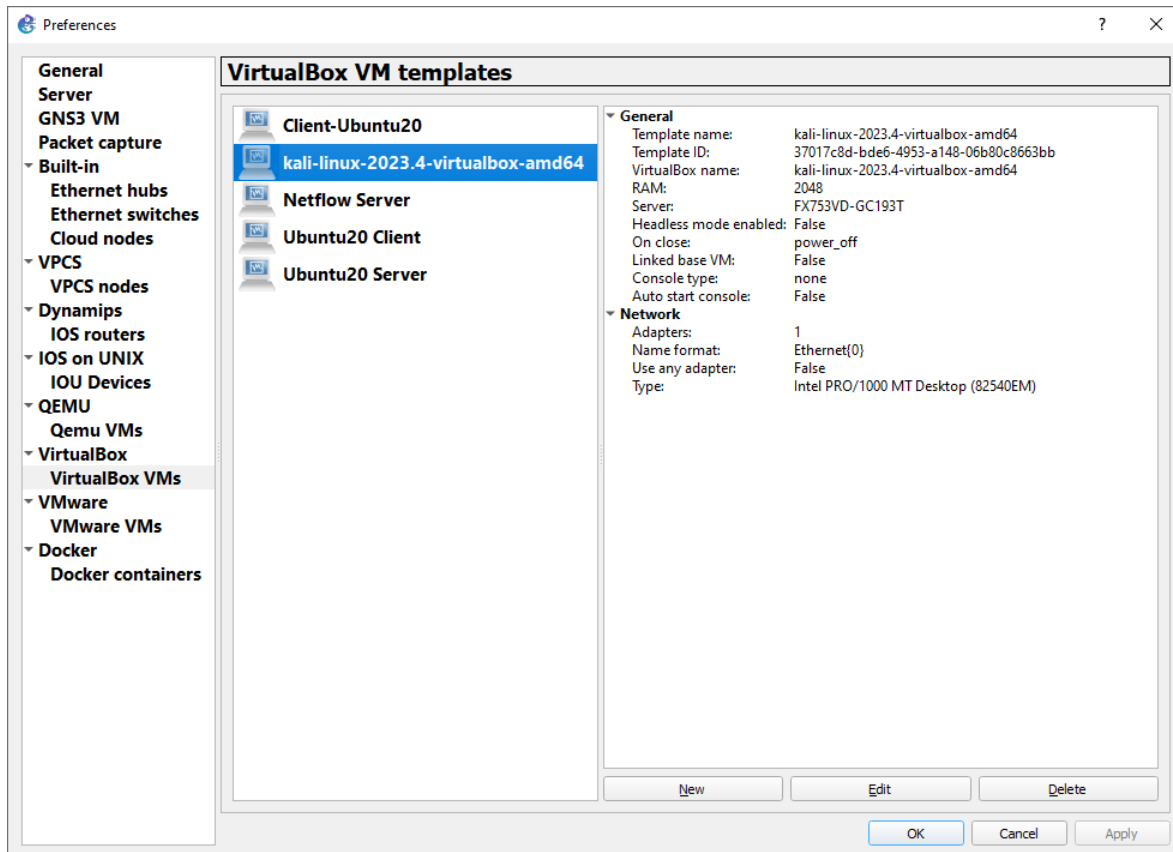 Preferences
?
General
Server
GNS3 VM
Packet capture
Built-in
Ethernet hubs
Ethernet switches
Cloud nodes
VPCS
VPCS nodes
Dynamips
IOS routers
IOS on UNIX
IOU Devices
QEMU
Qemu VMs
VirtualBox
VirtualBox VMs
VMware
VMware VMs
Docker
Docker containers
VirtualBox VM templates
Client-Ubuntu20
kali-linux-2023.4-virtualbox-amd64
Netflow Server
Ubuntu20 Client
Ubuntu20 Server
General
Template name: kali-linux-2023.4-virtualbox-amd64
Template ID: 37017c8d-bde6-4953-a148-06b80c8663bb
VirtualBox name: kali-linux-2023.4-virtualbox-amd64
RAM: 2048
Server: FX753VD-GC193T
Headless mode enabled: False
On close: power_off
Linked base VM: False
Console type: none
Auto start console: False
Network
Adapters: 1
Name format: Ethernet{0}
Use any adapter: False
Type: Intel PRO/1000 MT Desktop (82540EM)
New Edit Delete
OK Cancel Apply